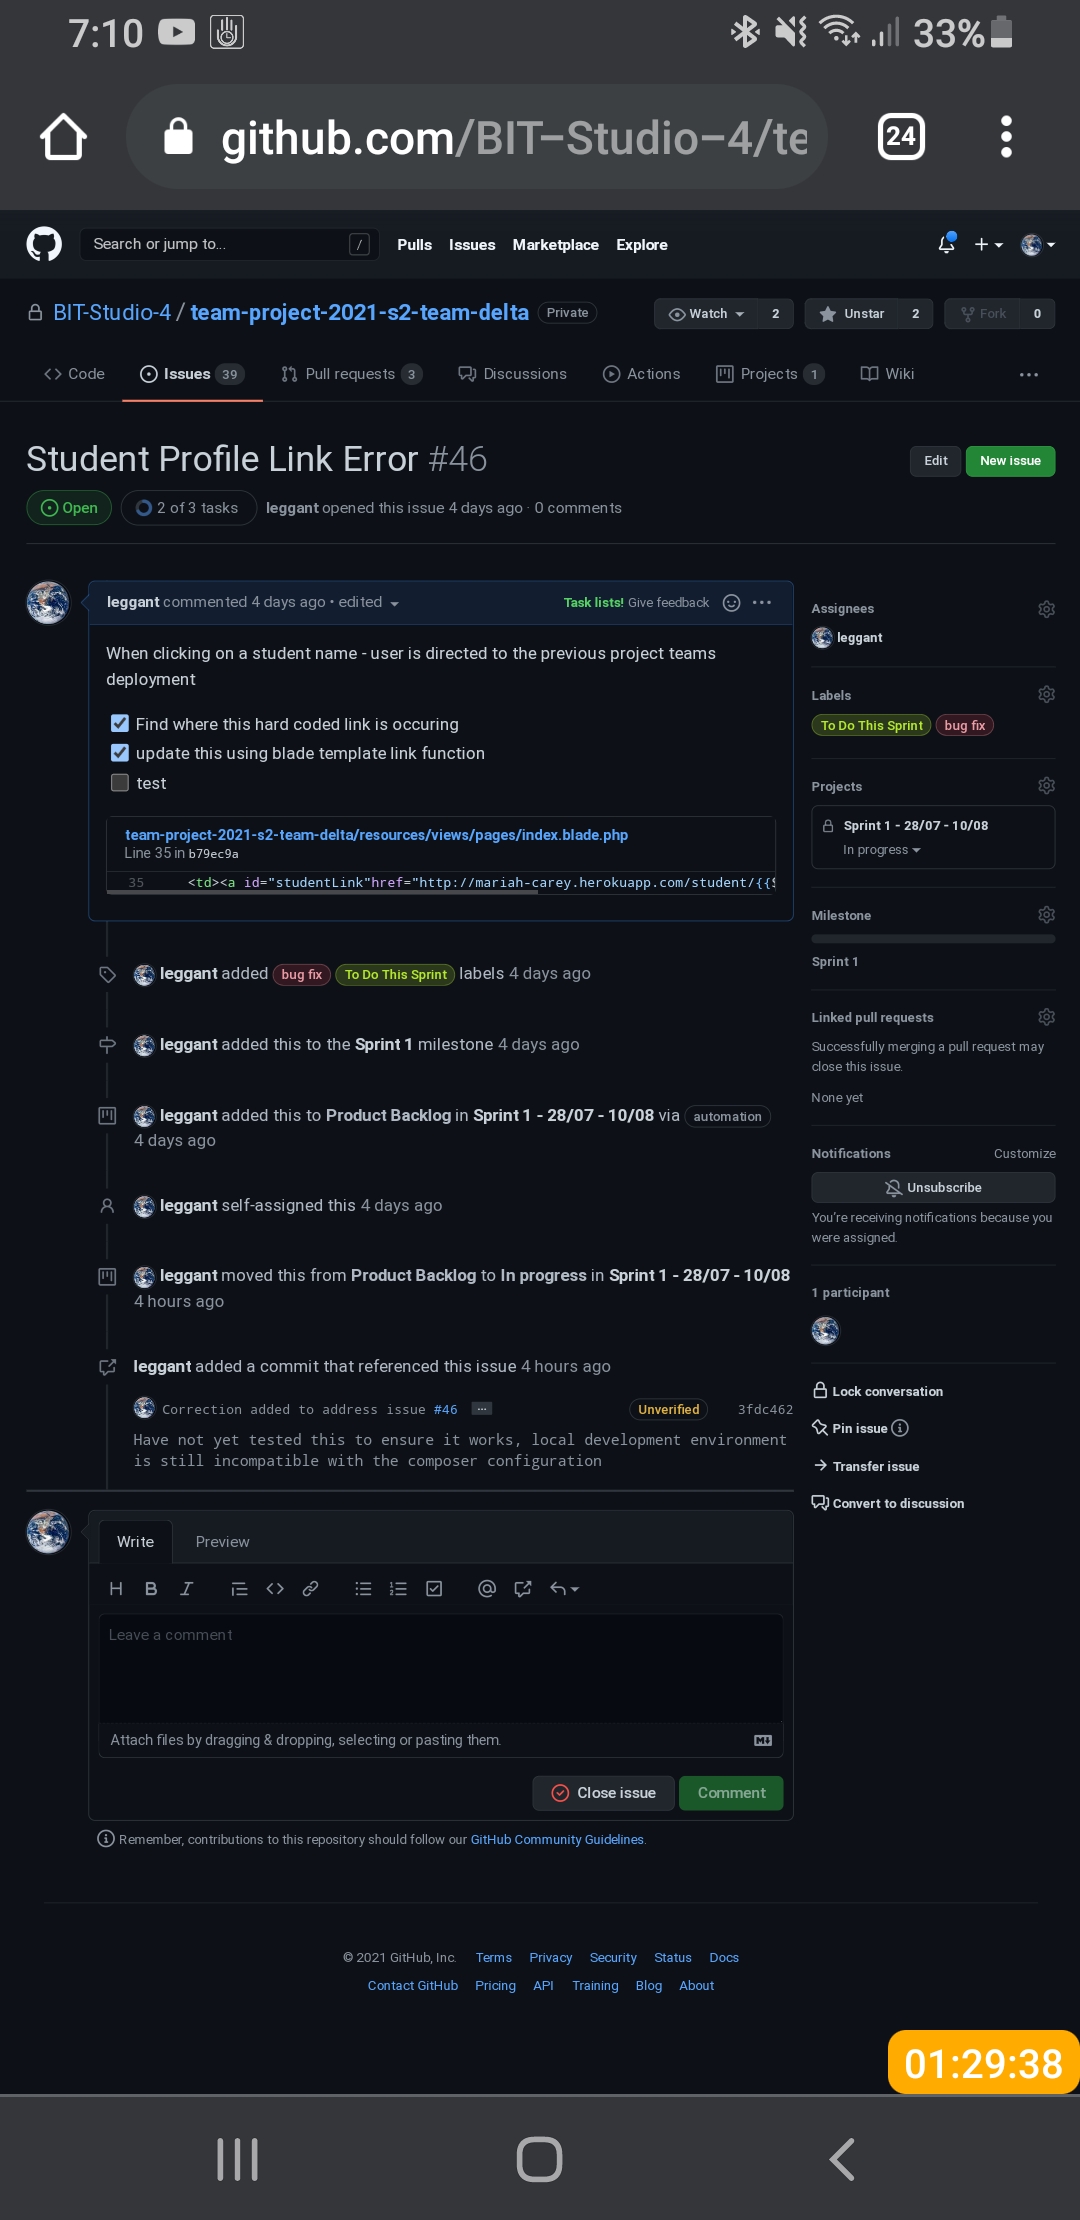 7:10
33%
github.com/BIT-Studio-4/te
24
Search or jump to...
/
Pulls Issues Marketplace Explore
BIT-Studio-4 / team-project-2021-s2-team-delta Private
Watch 2
Unstar 2
Fork 0
Code
Issues 39
Pull requests 3
Discussions
Actions
Projects 1
Wiki
Student Profile Link Error #46
Edit
New issue
Open
2 of 3 tasks
leggant opened this issue 4 days ago · 0 comments
leggant commented 4 days ago • edited
Task lists! Give feedback
When clicking on a student name - user is directed to the previous project teams
deployment
Find where this hard coded link is occuring
update this using blade template link function
test
team-project-2021-s2-team-delta/resources/views/pages/index.blade.php
Line 35 in b79ec9a
35 <td><a id="studentLink"href="http://mariah-carey.herokuapp.com/student/{{$
leggant added bug fix To Do This Sprint labels 4 days ago
leggant added this to the Sprint 1 milestone 4 days ago
leggant added this to Product Backlog in Sprint 1 - 28/07 - 10/08 via automation
4 days ago
leggant self-assigned this 4 days ago
leggant moved this from Product Backlog to In progress in Sprint 1 - 28/07 - 10/08
4 hours ago
leggant added a commit that referenced this issue 4 hours ago
Correction added to address issue #46 ... Unverified 3fdc462
Have not yet tested this to ensure it works, local development environment
is still incompatible with the composer configuration
Assignees
leggant
Labels
To Do This Sprint bug fix
Projects
Sprint 1 - 28/07 - 10/08
In progress
Milestone
Sprint 1
Linked pull requests
Successfully merging a pull request may
close this issue.
None yet
Notifications Customize
Unsubscribe
You're receiving notifications because you
were assigned.
1 participant
Lock conversation
Pin issue
Transfer issue
Convert to discussion
Write Preview
Leave a comment
Attach files by dragging & dropping, selecting or pasting them.
Close issue
Comment
Remember, contributions to this repository should follow our GitHub Community Guidelines.
© 2021 GitHub, Inc. Terms Privacy Security Status Docs
Contact GitHub Pricing API Training Blog About
01:29:38